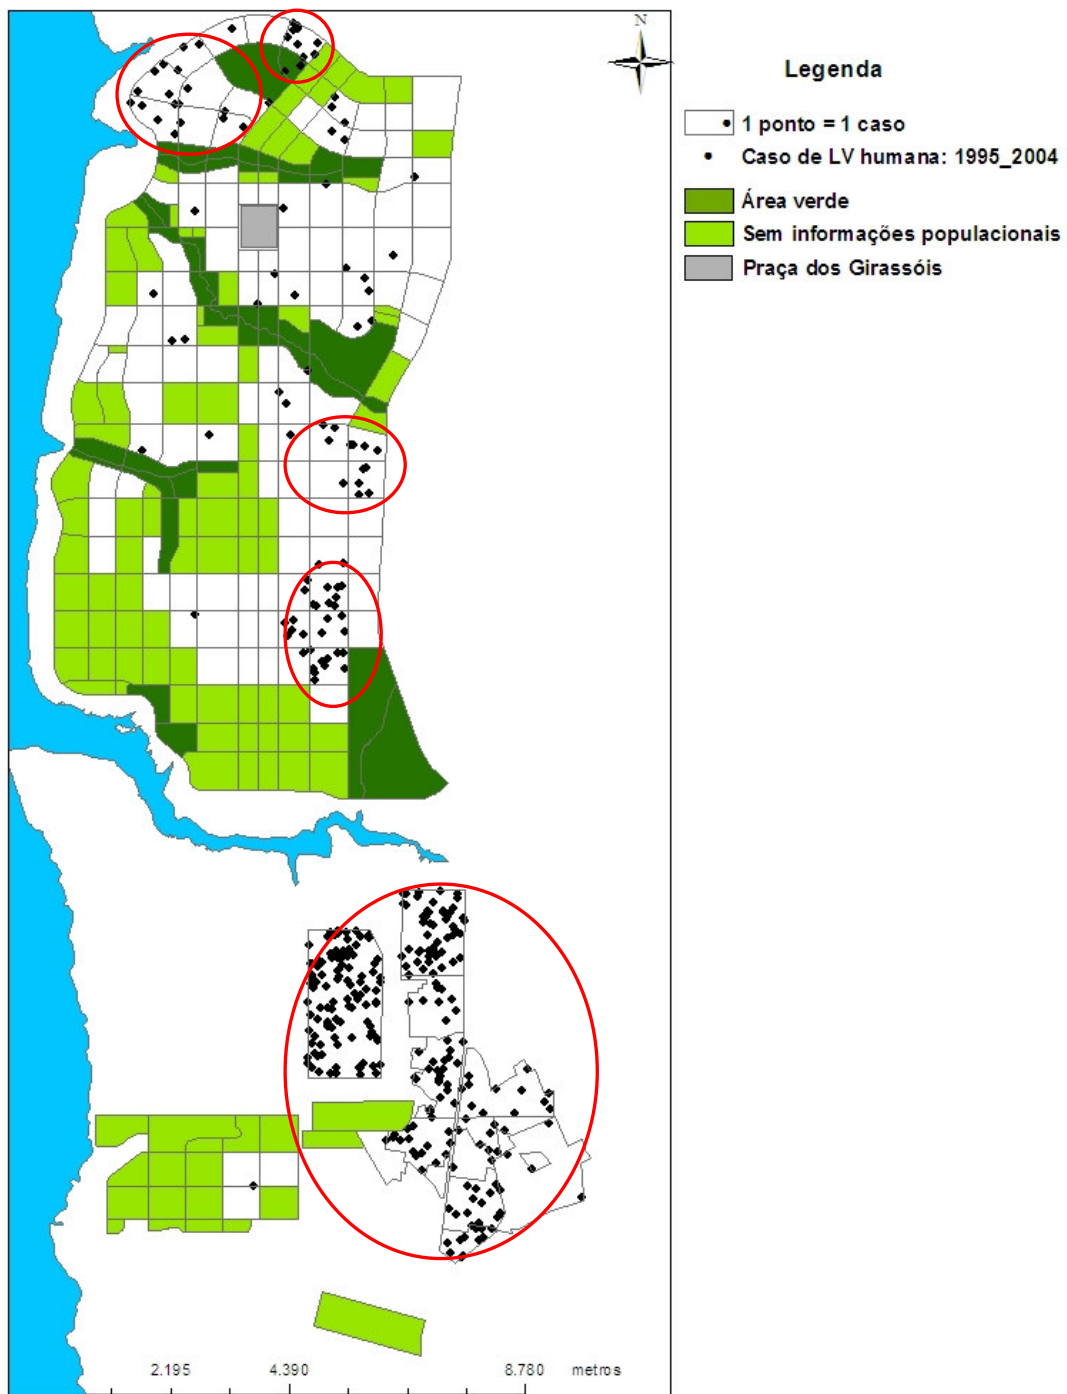 N
Legenda
1 ponto = 1 caso
Caso de LV humana: 1995_2004
Área verde
Sem informações populacionais
Praça dos Girassóis
2.195 4.390 8.780 metros